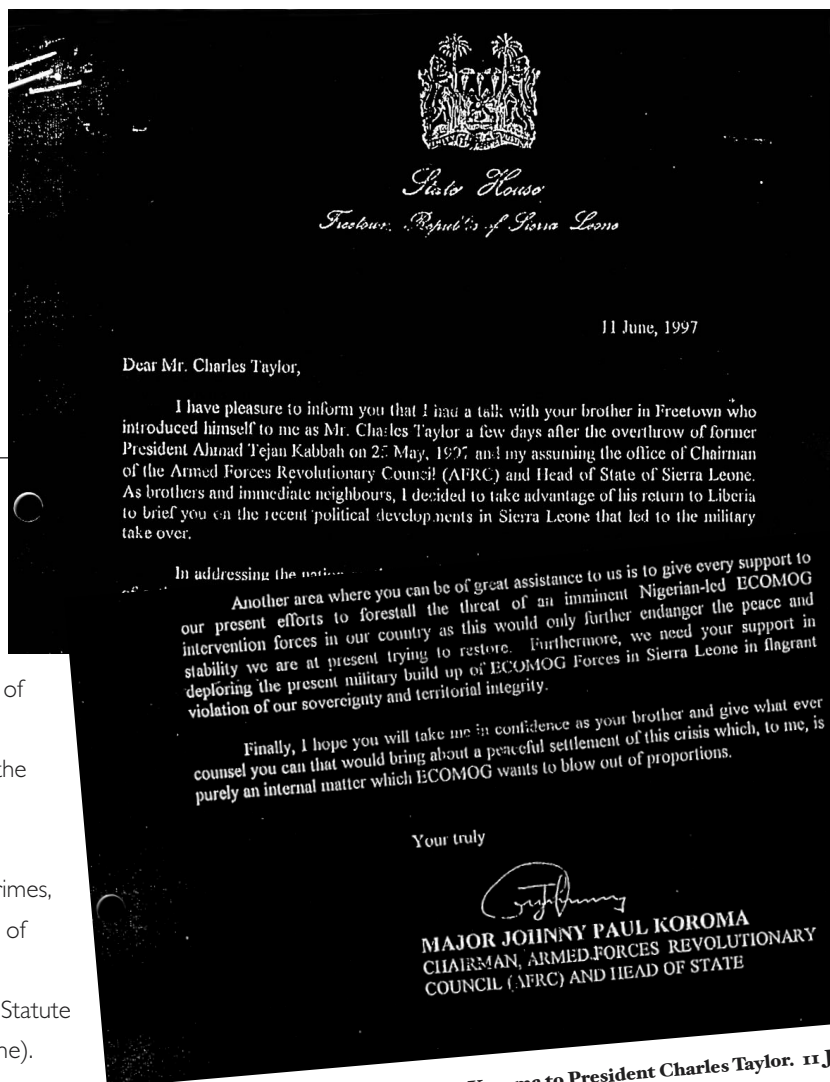 State House
Freetown, Republic of Sierra Leone
11 June, 1997
Dear Mr. Charles Taylor,
I have pleasure to inform you that I had a talk with your brother in Freetown who
introduced himself to me as Mr. Charles Taylor a few days after the overthrow of former
President Ahmad Tejan Kabbah on 25 May, 1997 and my assuming the office of Chairman
of the Armed Forces Revolutionary Council (AFRC) and Head of State of Sierra Leone.
As brothers and immediate neighbours, I decided to take advantage of his return to Liberia
to brief you on the recent political developments in Sierra Leone that led to the military
take over.
In addressing the
Another area where you can be of great assistance to us is to give every support to
our present efforts to forestall the threat of an imminent Nigerian-led ECOMOG
intervention forces in our country as this would only further endanger the peace and
stability we are at present trying to restore. Furthermore, we need your support in
deploring the present military build up of ECOMOG Forces in Sierra Leone in flagrant
violation of our sovereignty and territorial integrity.
Finally, I hope you will take me in confidence as your brother and give what ever
counsel you can that would bring about a peaceful settlement of this crisis which, to me, is
purely an internal matter which ECOMOG wants to blow out of proportions.
Your truly
MAJOR JOHNNY PAUL KOROMA
CHAIRMAN, ARMED FORCES REVOLUTIONARY
COUNCIL (AFRC) AND HEAD OF STATE
of
the
rimes,
of
Statute
ne).
to President Charles Taylor. 11 J